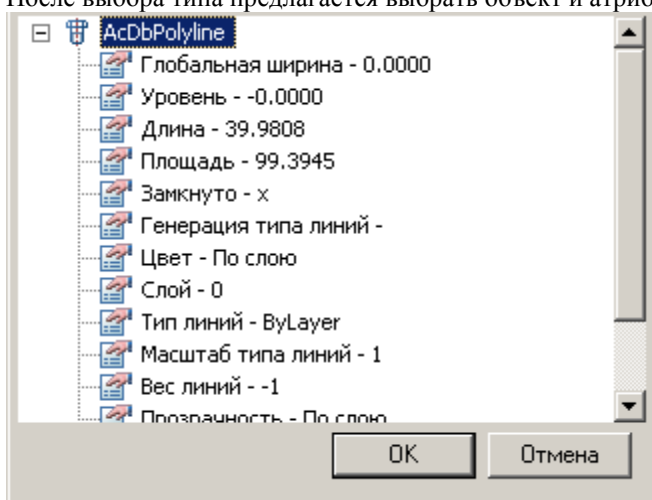 После выбора типа предлагается выбрать объект и атриб
AcDbPolyline
Глобальная ширина - 0.0000
Уровень - -0.0000
Длина - 39.9808
Площадь - 99.3945
Замкнуто - x
Генерация типа линий -
Цвет - По слою
Слой - 0
Тип линий - ByLayer
Масштаб типа линий - 1
Вес линий - -1
Прозрачность - По слою
OK Отмена